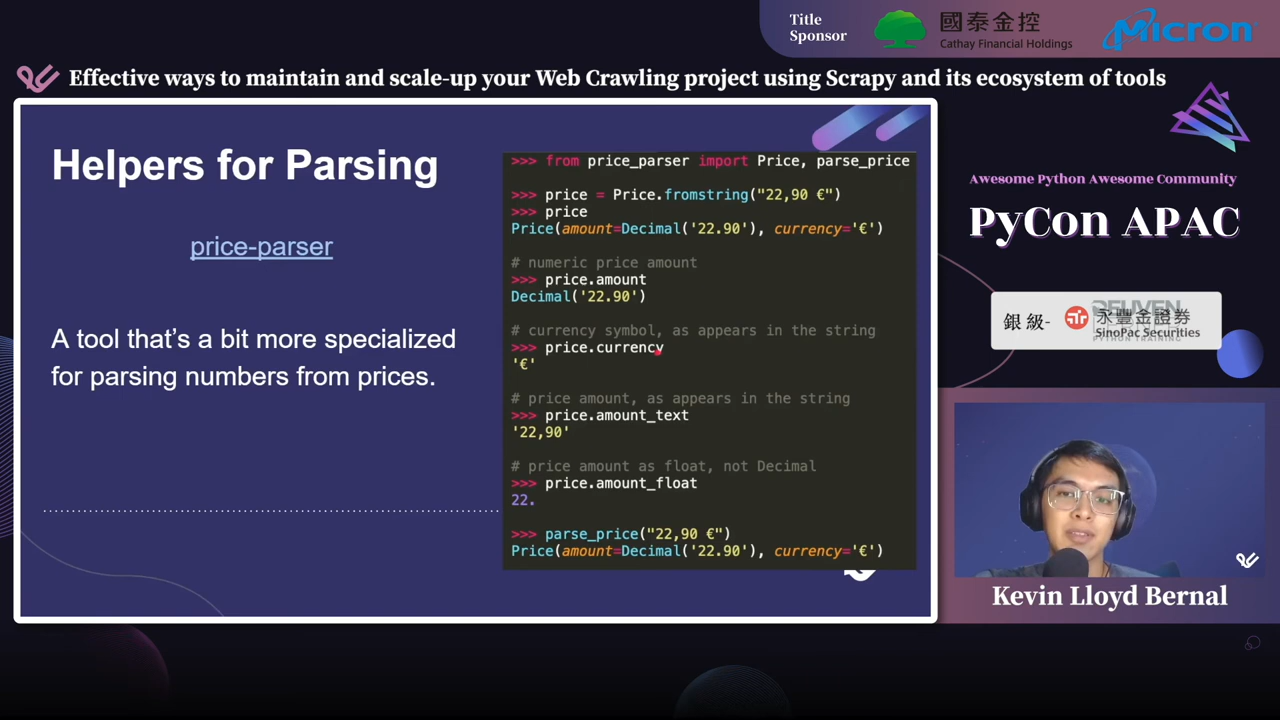 Title
Sponsor
國泰金控
Cathay Financial Holdings
Micron
Effective ways to maintain and scale-up your Web Crawling project using Scrapy and its ecosystem of tools
Helpers for Parsing
price-parser
A tool that's a bit more specialized
for parsing numbers from prices.
>>> from price_parser import Price, parse_price
>>> price = Price.fromstring("22,90 €")
>>> price
Price(amount=Decimal('22.90'), currency='€')
# numeric price amount
>>> price.amount
Decimal('22.90')
# currency symbol, as appears in the string
>>> price.currency
'€'
# price amount, as appears in the string
>>> price.amount_text
'22,90'
# price amount as float, not Decimal
>>> price.amount_float
22.
>>> parse_price("22,90 €")
Price(amount=Decimal('22.90'), currency='€')
Awesome Python Awesome Community
PyCon APAC
銀級-
永豐金證券
SinoPac Securities
PYTHON TRAINING
Kevin Lloyd Bernal